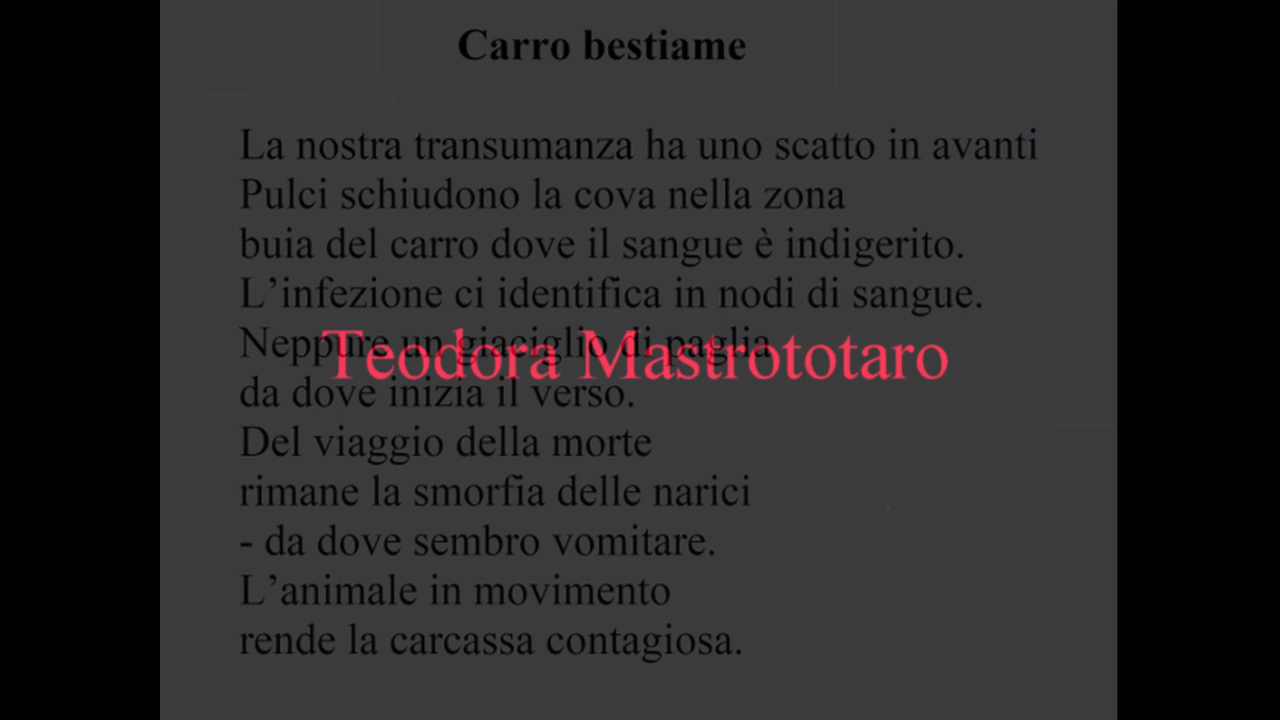 Carro bestiame
La nostra transumanza ha uno scatto in avanti
Pulci schiudono la cova nella zona
buia del carro dove il sangue è indigerito.
L’infezione ci identifica in nodi di sangue.
Neppure un giaciglio di paglia
Teodora Mastrototaro
da dove inizia il verso.
Del viaggio della morte
rimane la smorfia delle narici
- da dove sembro vomitare.
L’animale in movimento
rende la carcassa contagiosa.